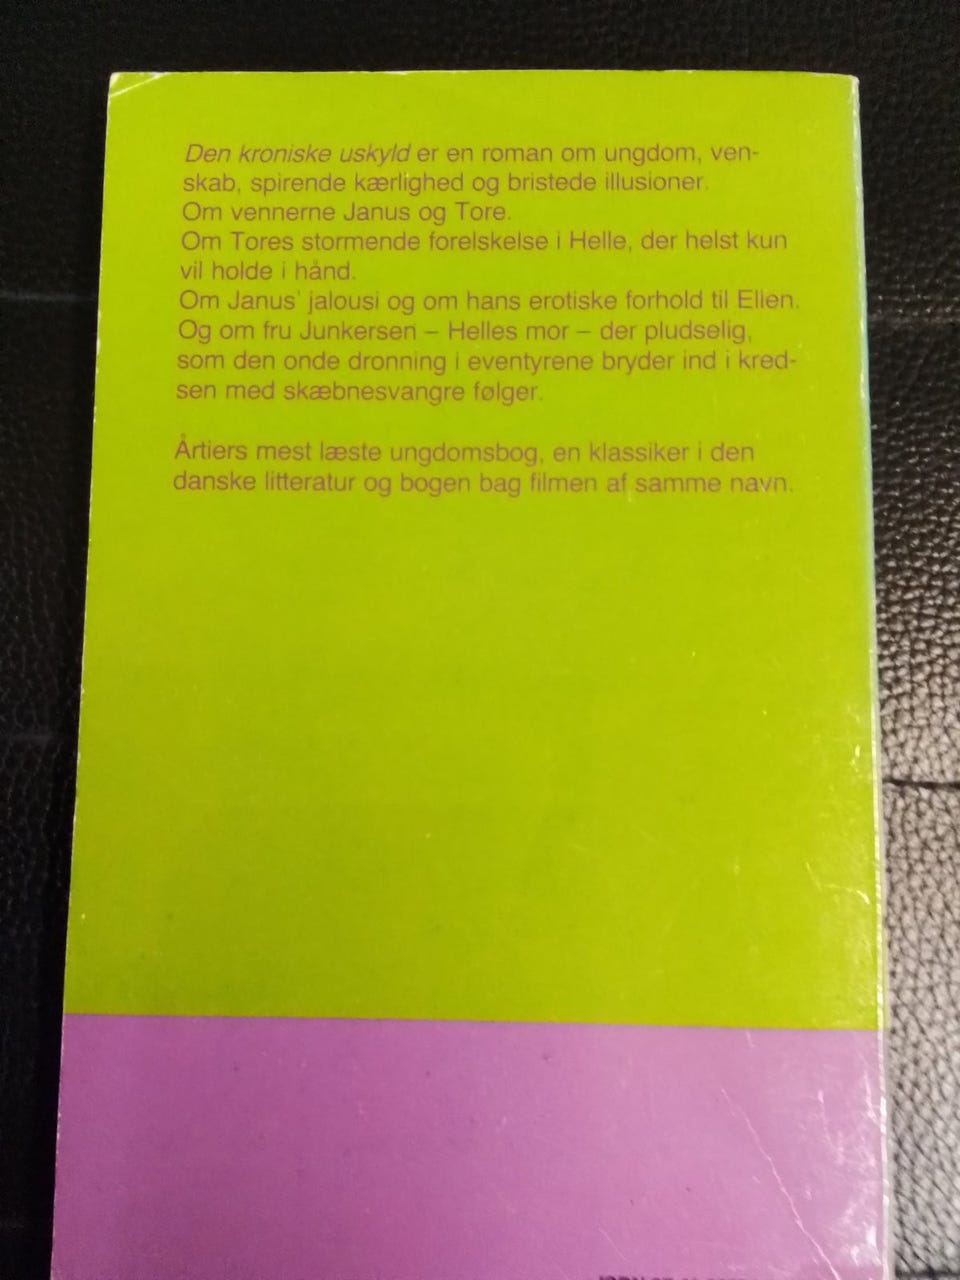 Den kroniske uskyld er en roman om ungdom, ven-
skab, spirende kærlighed og bristede illusioner.
Om vennerne Janus og Tore.
Om Tores stormende forelskelse i Helle, der helst kun
vil holde i hånd.
Om Janus' jalousi og om hans erotiske forhold til Ellen.
Og om fru Junkersen – Helles mor – der pludselig,
som den onde dronning i eventyrene bryder ind i kred-
sen med skæbnesvangre følger.
Årtiers mest læste ungdomsbog, en klassiker i den
danske litteratur og bogen bag filmen af samme navn.